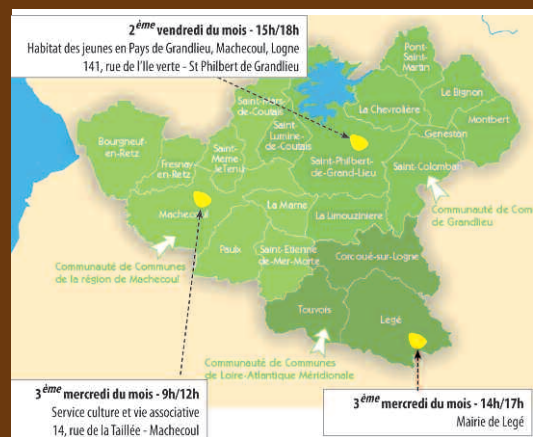 2ème vendredi du mois - 15h/18h
Habitat des jeunes en Pays de Grandlieu, Machecoul, Logne
141, rue de l'Ile verte - St Philbert de Grandlieu
Pont-
Saint-
Martin
Le Bignon
Saint-Mars-
de-Coutais
La Chevrolière
Montbert
Saint-
Lumine-
de-Coutais
Geneston
Bourgneuf-
en-Retz
Saint-
Meme
leTenu
Fresnay-
en-Retz
Saint-Philbert-
de-Grand-Lieu
Saint-Colomban
Machecoul
La Marne
La Limouziniere
Communauté de Com
de Grandlieu
Paulx
Saint-Etienne
de-Mer-Morte
Corcoué-sur-Logne
Communauté de Communes
de la région de Machecoul
Touvois
Legé
Communauté de Communes
de Loire-Atlantique Méridionale
3ème mercredi du mois - 9h/12h
Service culture et vie associative
14, rue de la Taillée - Machecoul
3ème mercredi du mois - 14h/17h
Mairie de Legé